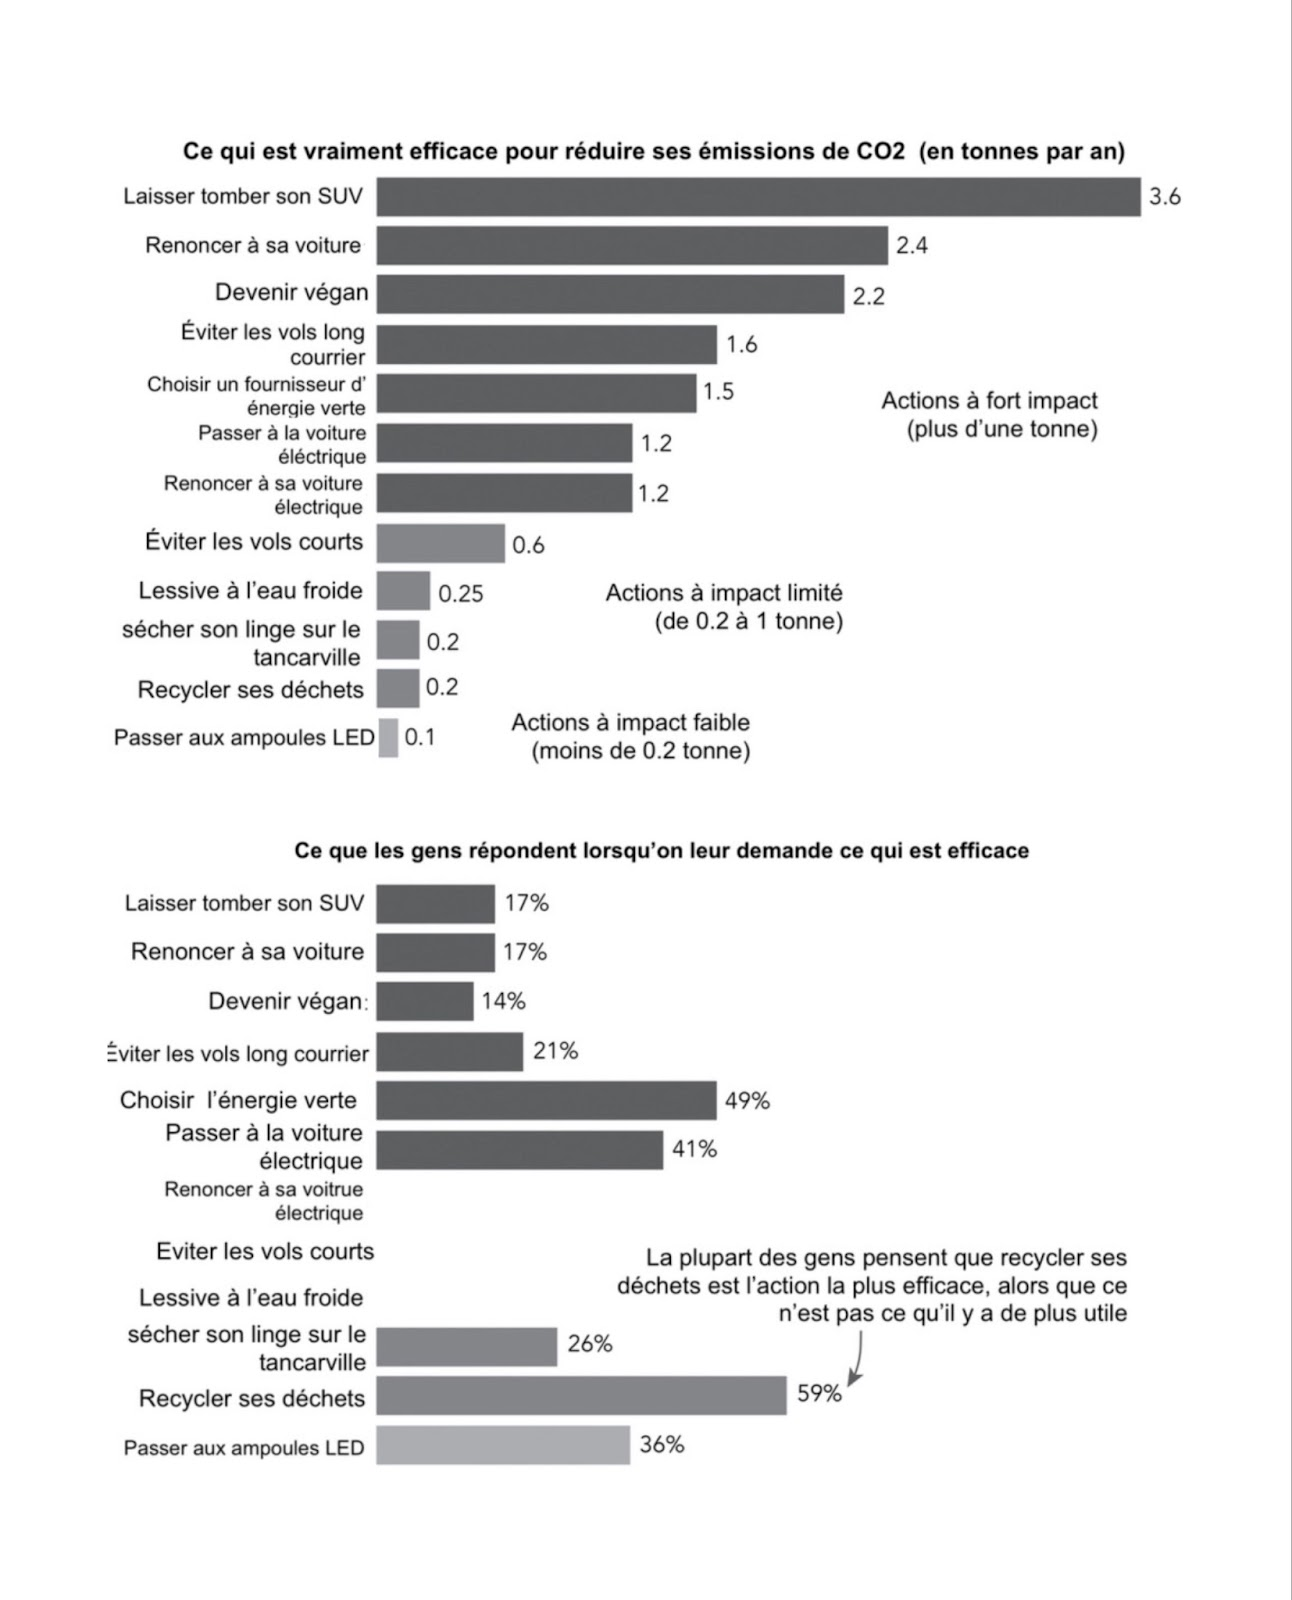 Ce qui est vraiment efficace pour réduire ses émissions de CO2 (en tonnes par an)
Laisser tomber son SUV 3.6
Renoncer à sa voiture 2.4
Devenir végan 2.2
Éviter les vols long
courrier 1.6
Choisir un fournisseur d'
énergie verte 1.5
Actions à fort impact
(plus d'une tonne)
Passer à la voiture
éléctrique 1.2
Renoncer à sa voiture
électrique 1.2
Éviter les vols courts 0.6
Lessive à l'eau froide 0.25
Actions à impact limité
(de 0.2 à 1 tonne)
sécher son linge sur le
tancarville 0.2
Recycler ses déchets 0.2
Passer aux ampoules LED 0.1
Actions à impact faible
(moins de 0.2 tonne)
Ce que les gens répondent lorsqu'on leur demande ce qui est efficace
Laisser tomber son SUV 17%
Renoncer à sa voiture 17%
Devenir végan: 14%
Éviter les vols long courrier 21%
Choisir l'énergie verte 49%
Passer à la voiture
électrique 41%
Renoncer à sa voitrue
électrique
Eviter les vols courts
Lessive à l'eau froide
La plupart des gens pensent que recycler ses
déchets est l'action la plus efficace, alors que ce
n'est pas ce qu'il y a de plus utile
sécher son linge sur le
tancarville 26%
Recycler ses déchets 59%
Passer aux ampoules LED 36%